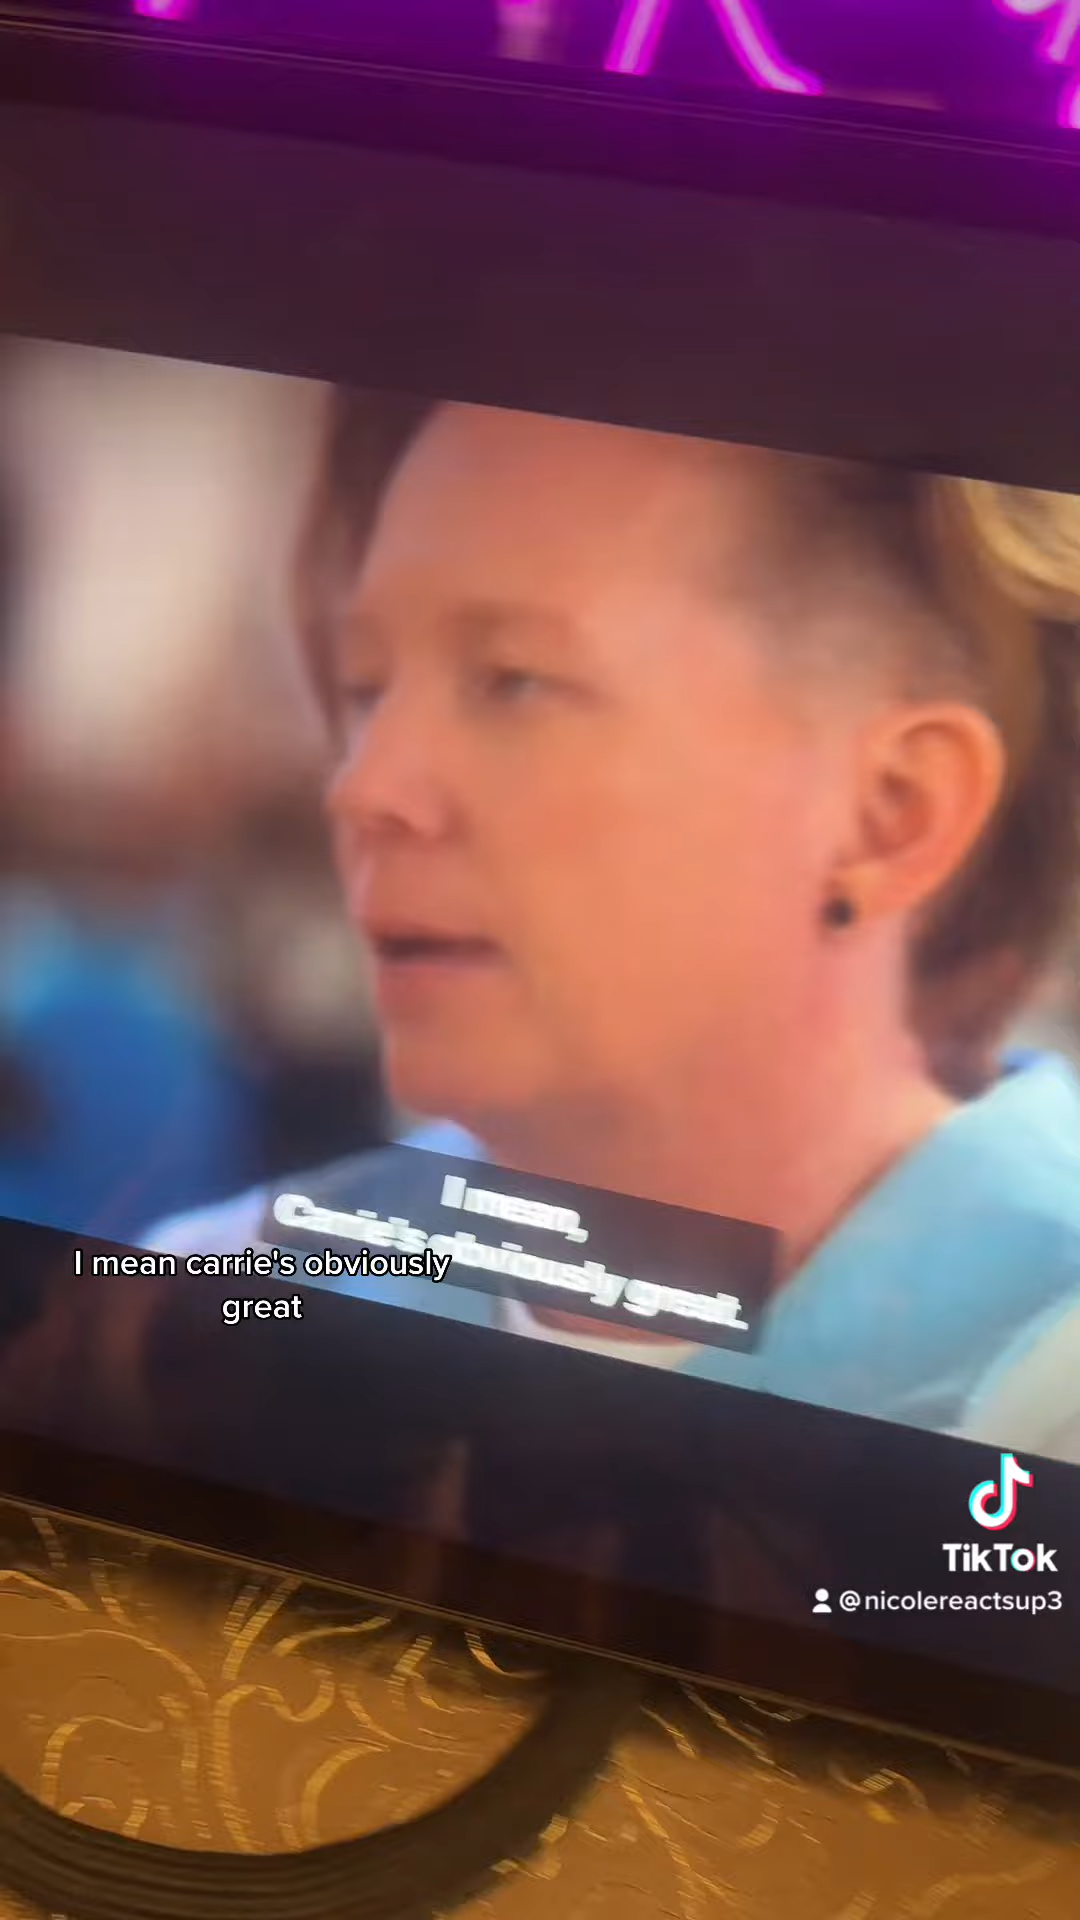 I mean,
Carrie's obviously great.
I mean carrie's obviously
great
TikTok
@nicolereactsup3